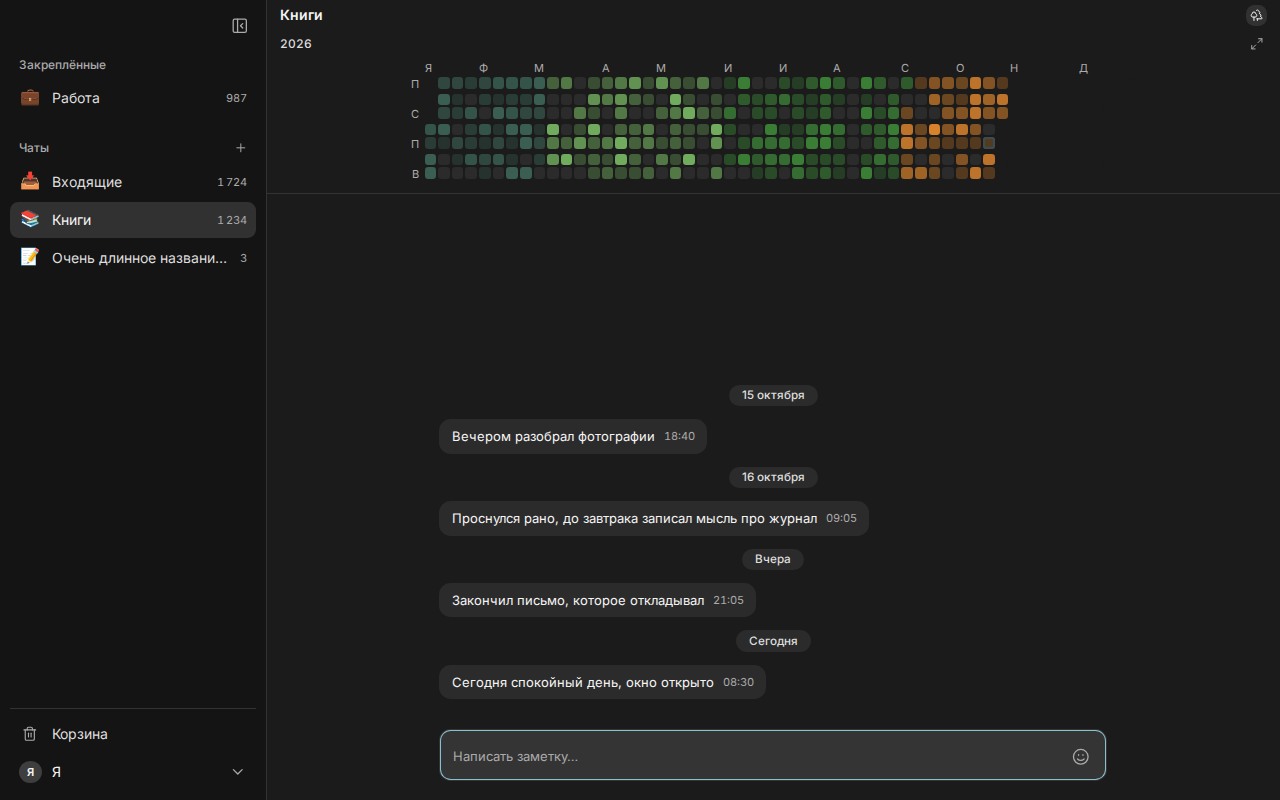 Закреплённые
Работа 987
Чаты
Входящие 1 724
Книги 1 234
Очень длинное названи... 3
Корзина
Я Я
Книги
2026
Я Ф М А М И И А С О Н Д
П
С
П
В
15 октября
Вечером разобрал фотографии 18:40
16 октября
Проснулся рано, до завтрака записал мысль про журнал 09:05
Вчера
Закончил письмо, которое откладывал 21:05
Сегодня
Сегодня спокойный день, окно открыто 08:30
Написать заметку...